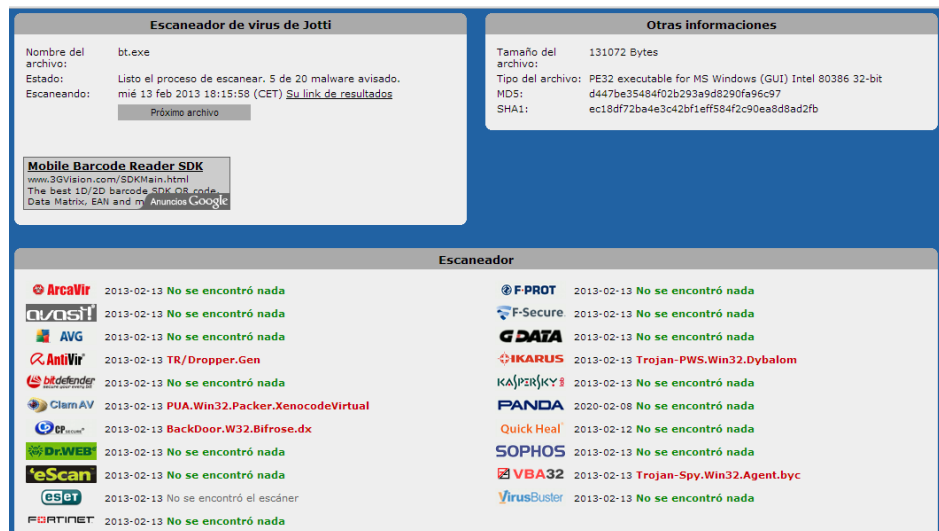 Escaneador de virus de Jotti
Nombre del archivo: bt.exe
Estado: Listo el proceso de escanear. 5 de 20 malware avisado.
Escaneando: mié 13 feb 2013 18:15:58 (CET) Su link de resultados
Próximo archivo
Mobile Barcode Reader SDK
www.3GVision.com/SDKMain.html
The best 1D/2D barcode SDK QR code,
Data Matrix, EAN and m
Anuncios Google
Otras informaciones
Tamaño del archivo: 131072 Bytes
Tipo del archivo: PE32 executable for MS Windows (GUI) Intel 80386 32-bit
MD5: d447be35484f02b293a9d8290fa96c97
SHA1: ec18df72ba4e3c42bf1eff584f2c90ea8d8ad2fb
Escaneador
ArcaVir 2013-02-13 No se encontró nada
avast! 2013-02-13 No se encontró nada
AVG 2013-02-13 No se encontró nada
AntiVir 2013-02-13 TR/Dropper.Gen
bitdefender 2013-02-13 No se encontró nada
ClamAV 2013-02-13 PUA.Win32.Packer.XenocodeVirtual
CP secure 2013-02-13 BackDoor.W32.Bifrose.dx
Dr.WEB 2013-02-13 No se encontró nada
eScan 2013-02-13 No se encontró nada
eset 2013-02-13 No se encontró el escáner
FORTINET 2013-02-13 No se encontró nada
F-PROT 2013-02-13 No se encontró nada
F-Secure 2013-02-13 No se encontró nada
G DATA 2013-02-13 No se encontró nada
IKARUS 2013-02-13 Trojan-PWS.Win32.Dybalom
KASPERSKY 2013-02-13 No se encontró nada
PANDA 2020-02-08 No se encontró nada
Quick Heal 2013-02-12 No se encontró nada
SOPHOS 2013-02-13 No se encontró nada
VBA32 2013-02-13 Trojan-Spy.Win32.Agent.byc
VirusBuster 2013-02-13 No se encontró nada